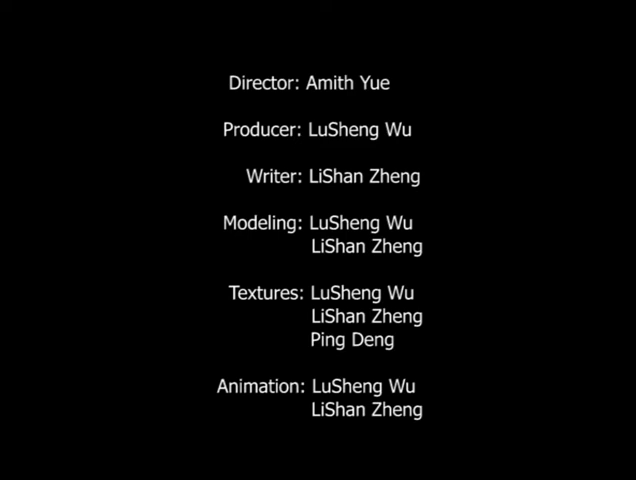 Director: Amith Yue
Producer: LuSheng Wu
Writer: LiShan Zheng
Modeling: LuSheng Wu
LiShan Zheng
Textures: LuSheng Wu
LiShan Zheng
Ping Deng
Animation: LuSheng Wu
LiShan Zheng